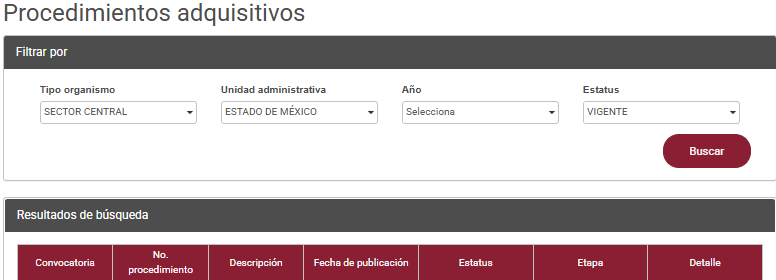 Procedimientos adquisitivos
Filtrar por
Tipo organismo Unidad administrativa Año Estatus
SECTOR CENTRAL ESTADO DE MÉXICO Selecciona VIGENTE
Buscar
Resultados de búsqueda
Convocatoria No. procedimiento Descripción Fecha de publicación Estatus Etapa Detalle